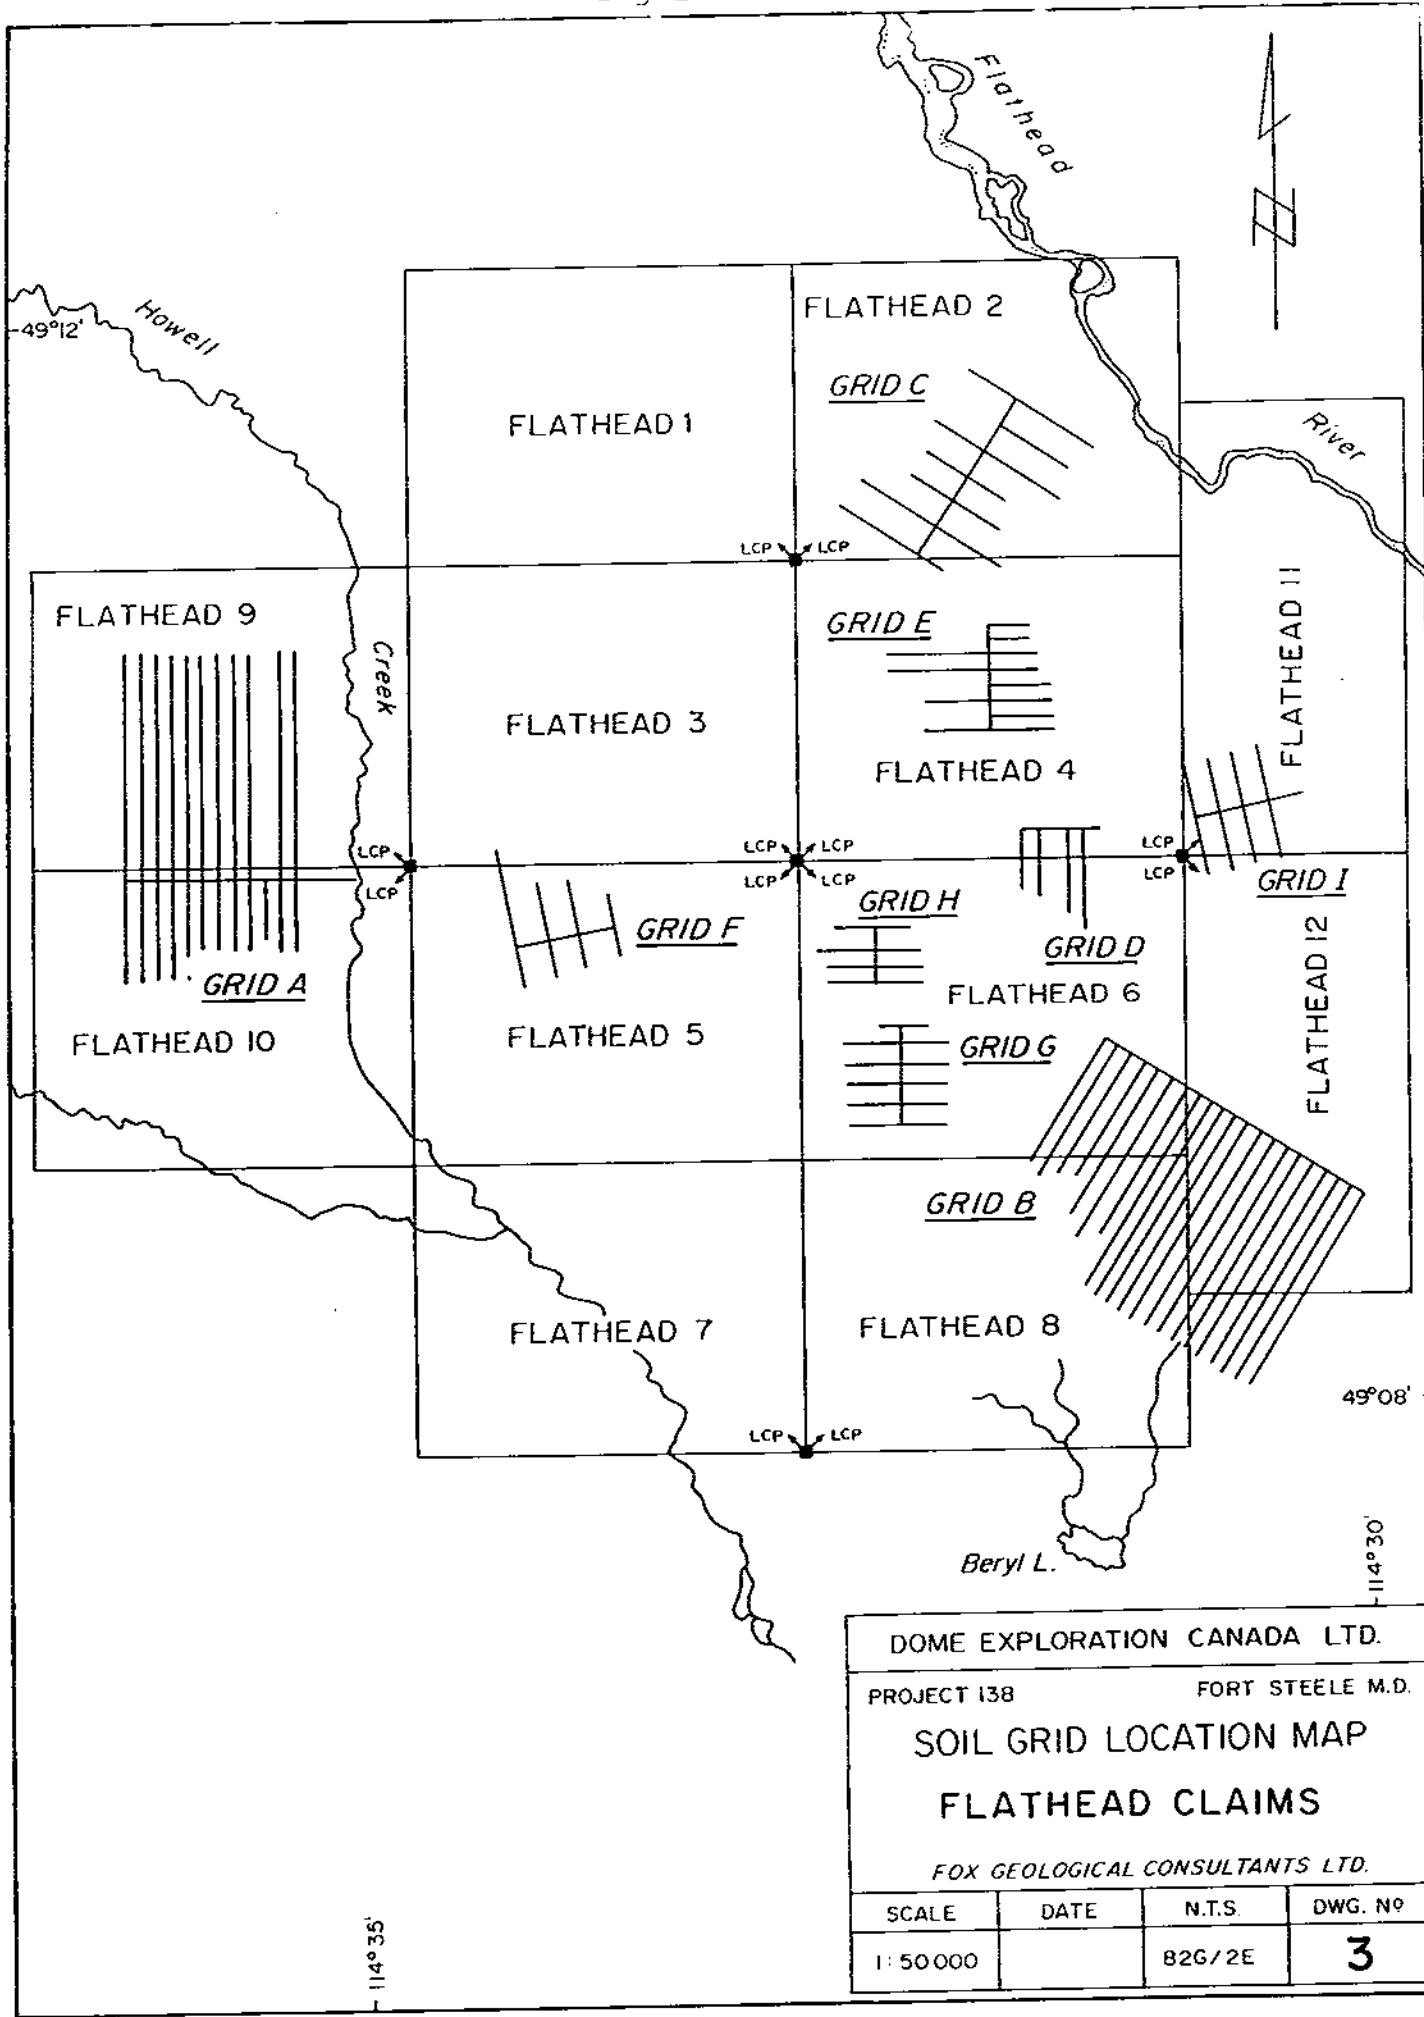 Flathead
49°12'
Howell
FLATHEAD 2
GRID C
FLATHEAD 1
River
LCP LCP
FLATHEAD 9
GRID E
FLATHEAD 11
Creek
FLATHEAD 3
FLATHEAD 4
LCP
LCP
LCP LCP
LCP LCP
LCP
LCP
GRID I
GRID H
GRID F
GRID D
GRID A
FLATHEAD 6
FLATHEAD 12
FLATHEAD 10
FLATHEAD 5
GRID G
GRID B
FLATHEAD 7
FLATHEAD 8
49°08'
LCP LCP
Beryl L.
114°30'
114°35'
DOME EXPLORATION CANADA LTD.
PROJECT 138 FORT STEELE M.D.
SOIL GRID LOCATION MAP
FLATHEAD CLAIMS
FOX GEOLOGICAL CONSULTANTS LTD.
SCALE DATE N.T.S. DWG. Nº
1:50000 82G/2E 3